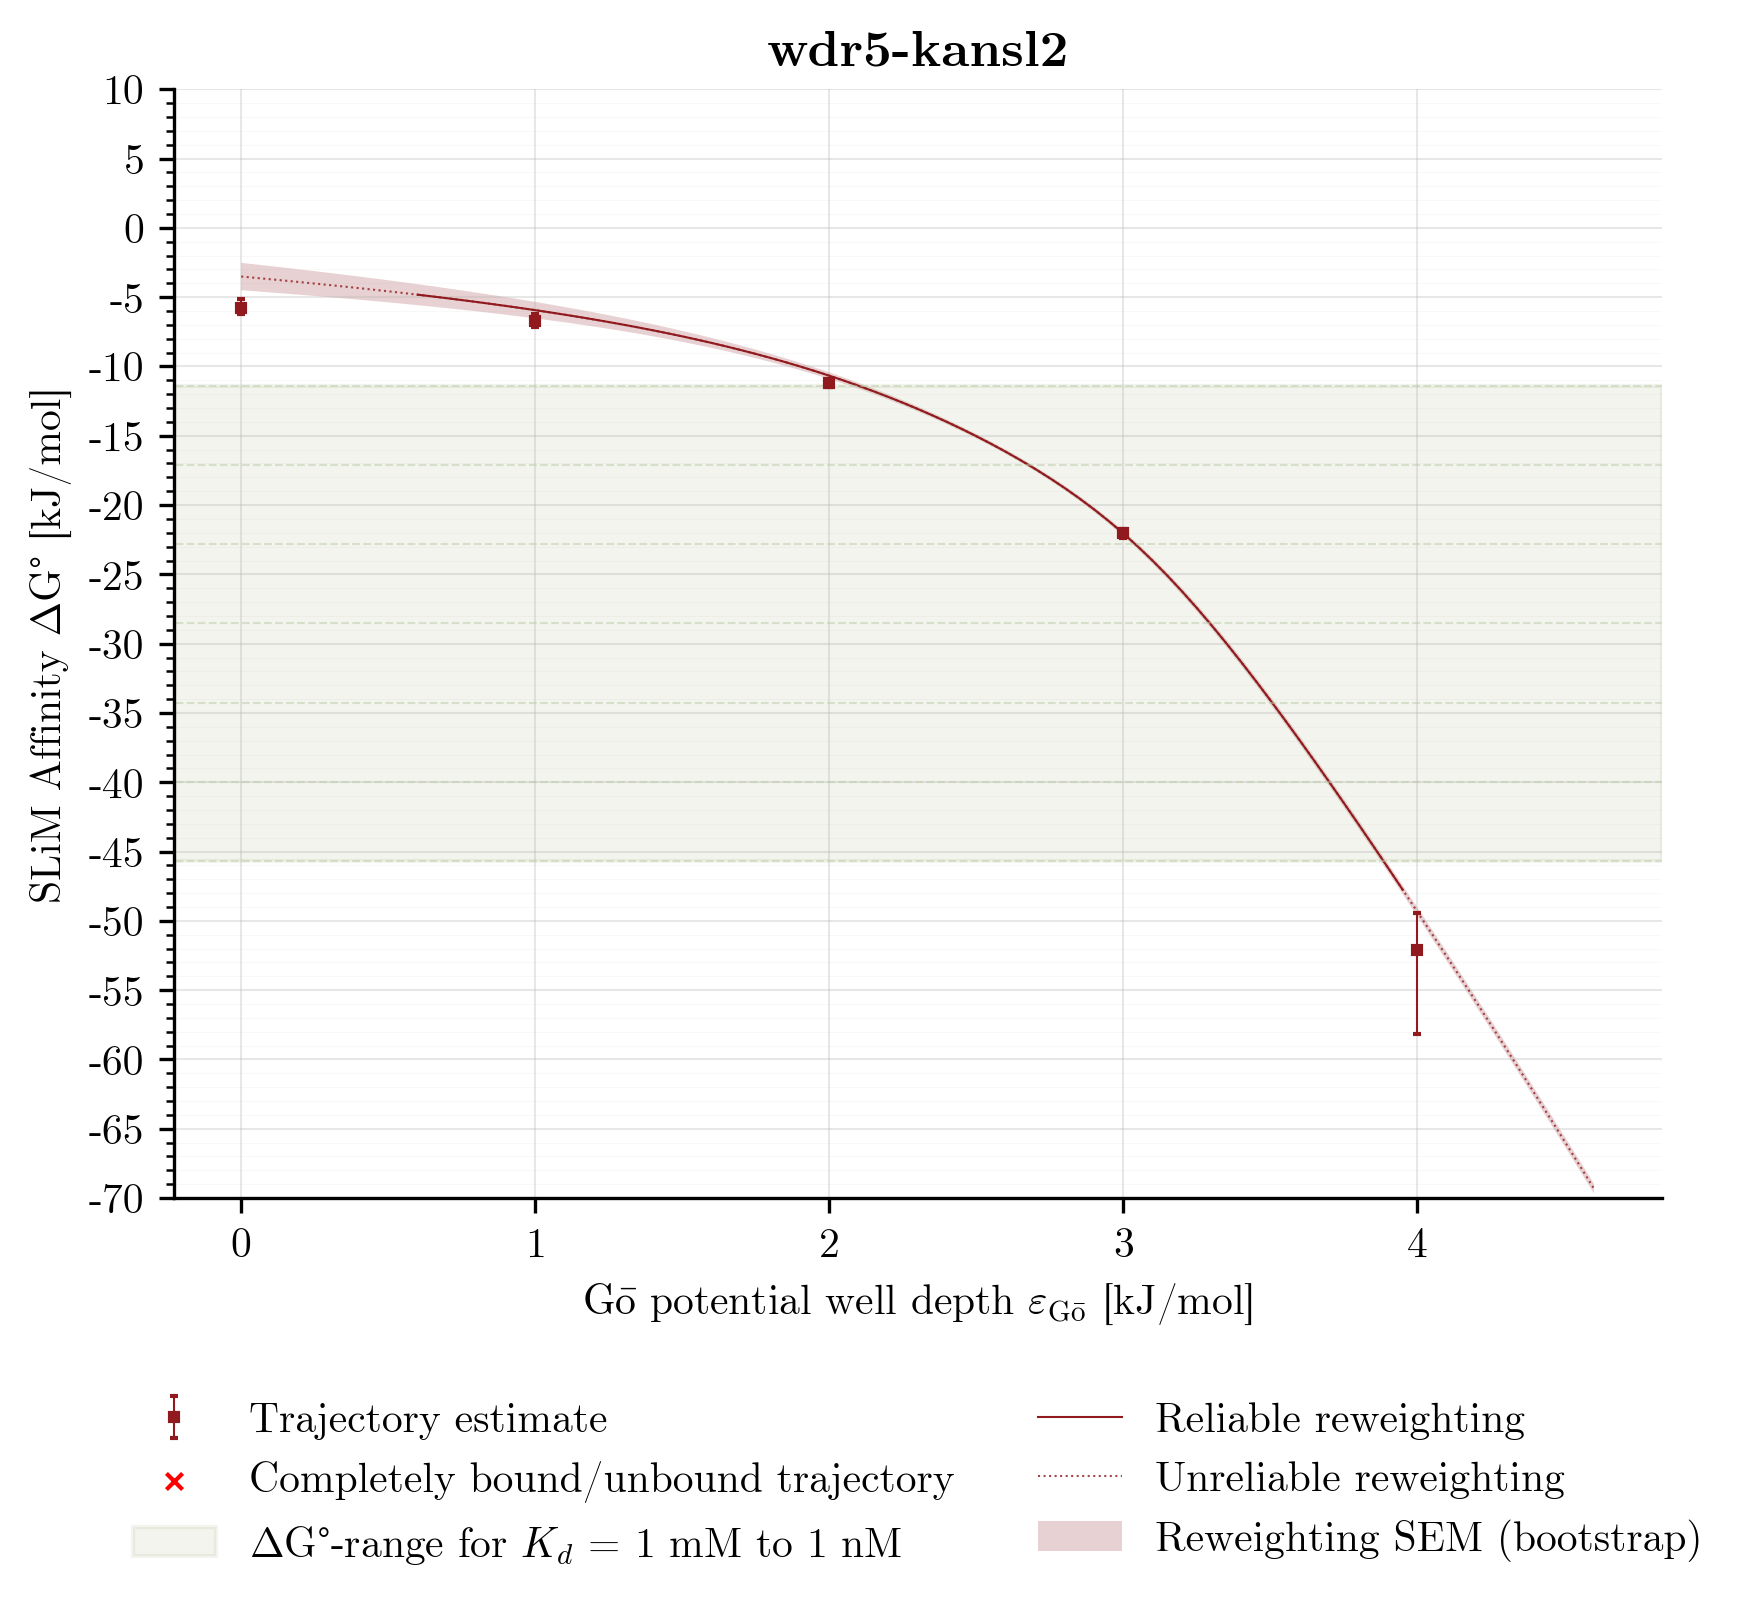 wdr5-kansl2
10
5
0
-5
-10
-15
-20
-25
-30
-35
-40
-45
-50
-55
-60
-65
-70
SLiM Affinity ΔG° [kJ/mol]
0 1 2 3 4
Gō potential well depth ε_Gō [kJ/mol]
Trajectory estimate
Completely bound/unbound trajectory
ΔG°-range for K_d = 1 mM to 1 nM
Reliable reweighting
Unreliable reweighting
Reweighting SEM (bootstrap)